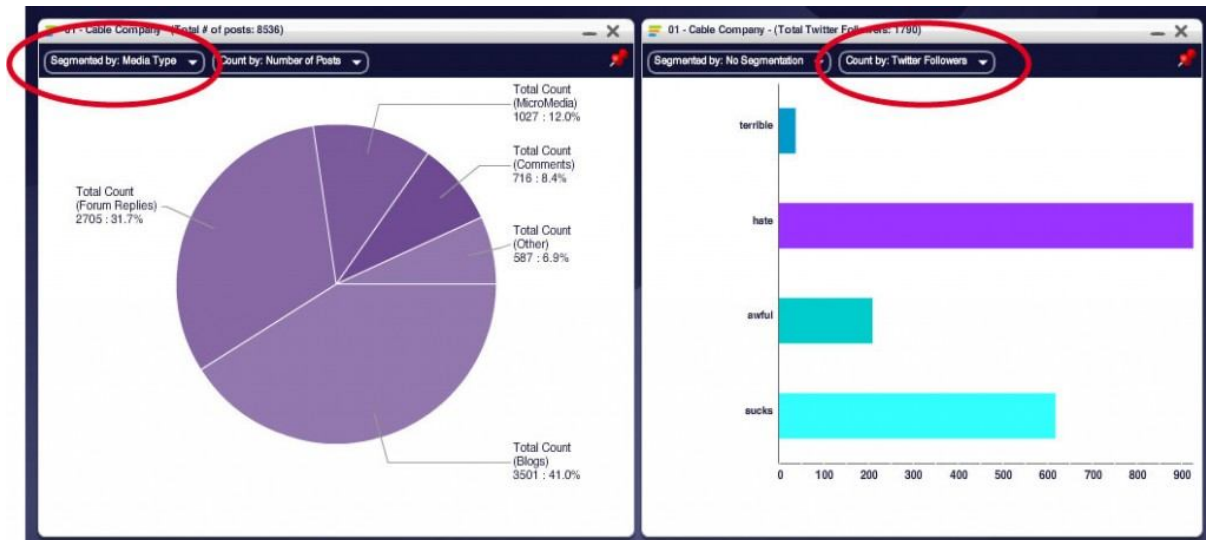 01 - Cable Company - (Total # of posts: 8536)
Segmented by: Media Type
Count by: Number of Posts
Total Count
(MicroMedia)
1027 : 12.0%
Total Count
(Comments)
716 : 8.4%
Total Count
(Forum Replies)
2705 : 31.7%
Total Count
(Other)
587 : 6.9%
Total Count
(Blogs)
3501 : 41.0%
01 - Cable Company - (Total Twitter Followers: 1790)
Segmented by: No Segmentation
Count by: Twitter Followers
terrible
hate
awful
sucks
0 100 200 300 400 500 600 700 800 900